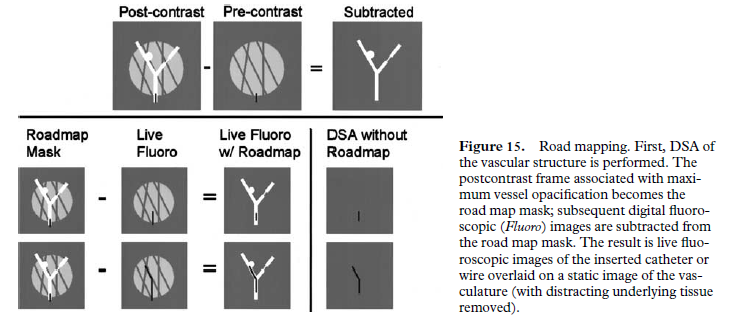 Post-contrast Pre-contrast Subtracted
- =
Roadmap Mask
Live Fluoro
Live Fluoro w/ Roadmap
DSA without Roadmap
- =
- =
Figure 15. Road mapping. First, DSA of
the vascular structure is performed. The
postcontrast frame associated with maxi-
mum vessel opacification becomes the
road map mask; subsequent digital fluoro-
scopic (Fluoro) images are subtracted from
the road map mask. The result is live fluo-
roscopic images of the inserted catheter or
wire overlaid on a static image of the vas-
culature (with distracting underlying tissue
removed).